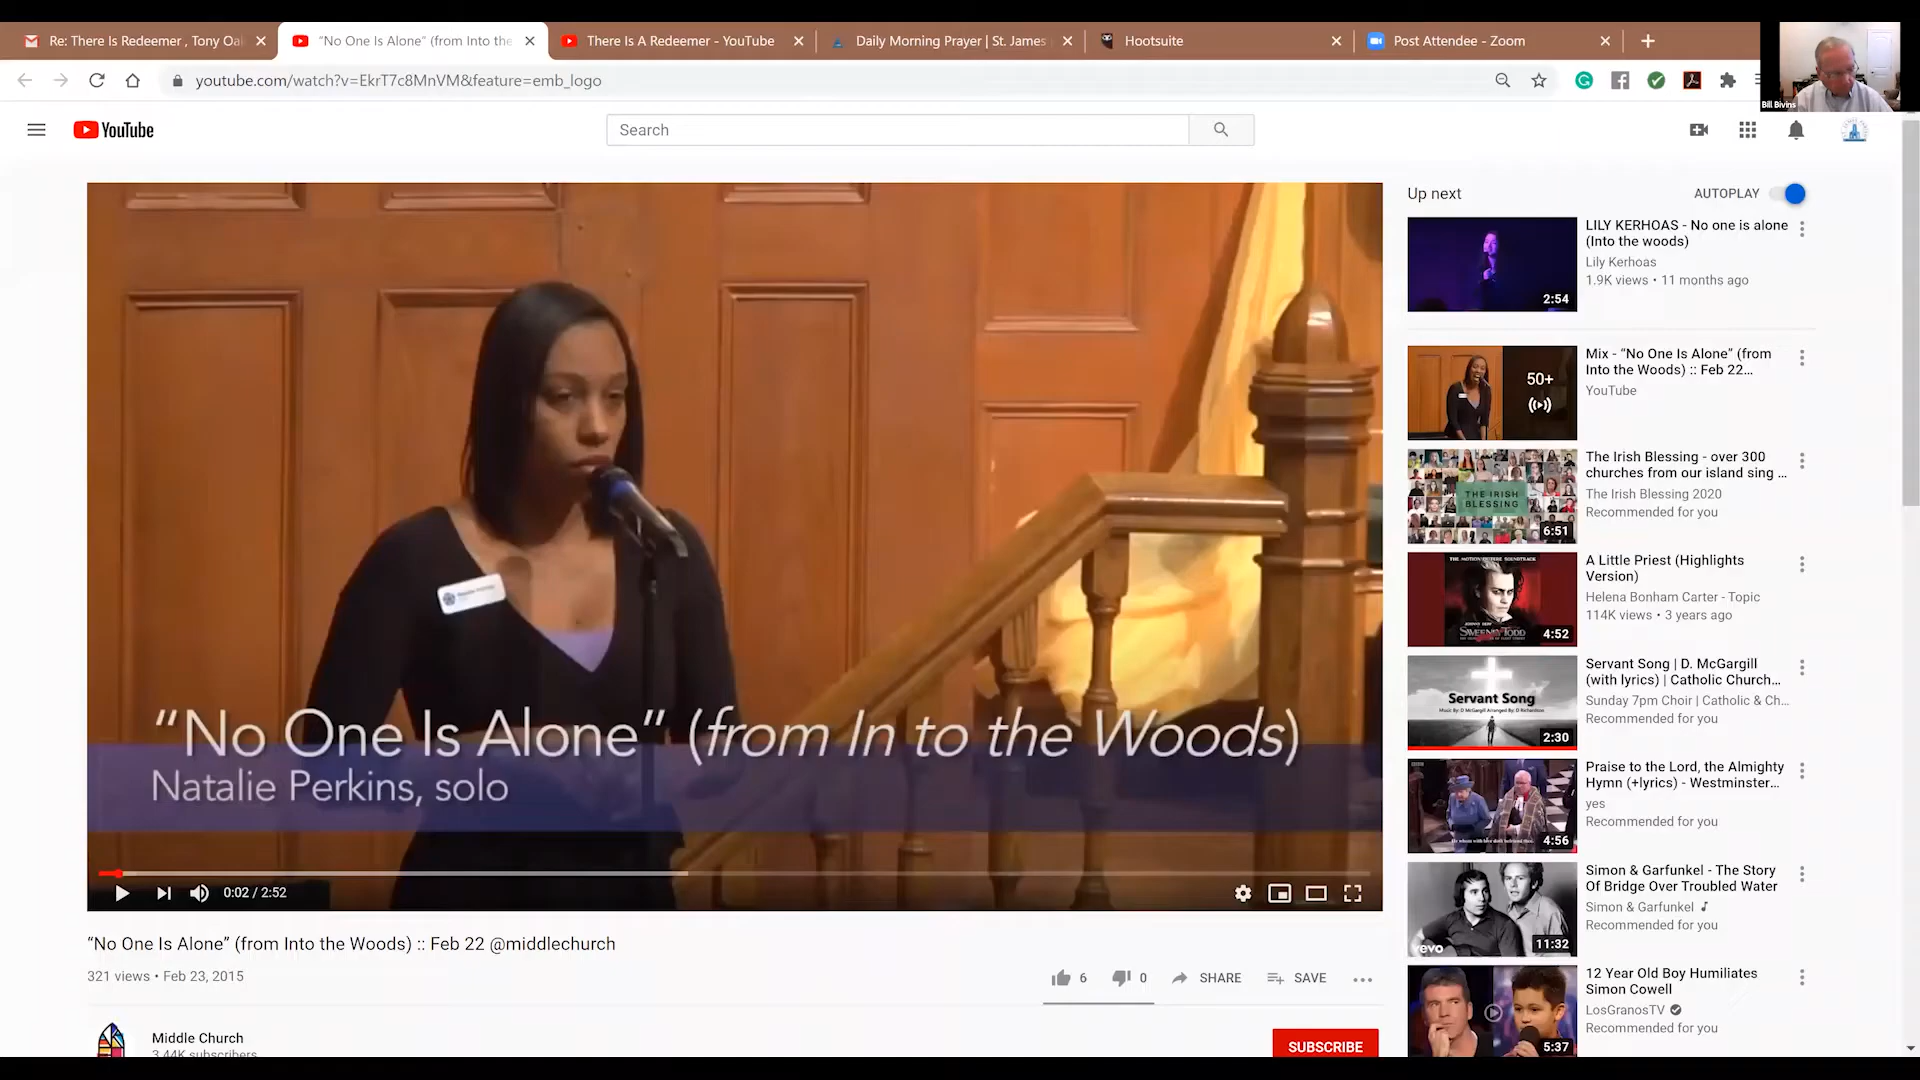 Re: There Is Redeemer , Tony Oak
"No One Is Alone" (from Into the
There Is A Redeemer - YouTube
Daily Morning Prayer | St. James
Hootsuite
Post Attendee - Zoom
youtube.com/watch?v=EkrT7c8MnVM&feature=emb_logo
Bill Bivins
YouTube
Search
"No One Is Alone" (from In to the Woods)
Natalie Perkins, solo
0:02 / 2:52
"No One Is Alone" (from Into the Woods) :: Feb 22 @middlechurch
321 views • Feb 23, 2015
6
0
SHARE
SAVE
Middle Church
3.44K subscribers
SUBSCRIBE
Up next
AUTOPLAY
2:54
LILY KERHOAS - No one is alone
(Into the woods)
Lily Kerhoas
1.9K views • 11 months ago
50+
Mix - "No One Is Alone" (from
Into the Woods) :: Feb 22...
YouTube
THE IRISH
BLESSING
6:51
The Irish Blessing - over 300
churches from our island sing ...
The Irish Blessing 2020
Recommended for you
THE MOTION PICTURE SOUNDTRACK
SWEENEY TODD
4:52
A Little Priest (Highlights
Version)
Helena Bonham Carter - Topic
114K views • 3 years ago
Servant Song
2:30
Servant Song | D. McGargill
(with lyrics) | Catholic Church...
Sunday 7pm Choir | Catholic & Ch...
Recommended for you
4:56
Praise to the Lord, the Almighty
Hymn (+lyrics) - Westminster...
yes
Recommended for you
vevo
11:32
Simon & Garfunkel - The Story
Of Bridge Over Troubled Water
Simon & Garfunkel
Recommended for you
5:37
12 Year Old Boy Humiliates
Simon Cowell
LosGranosTV
Recommended for you